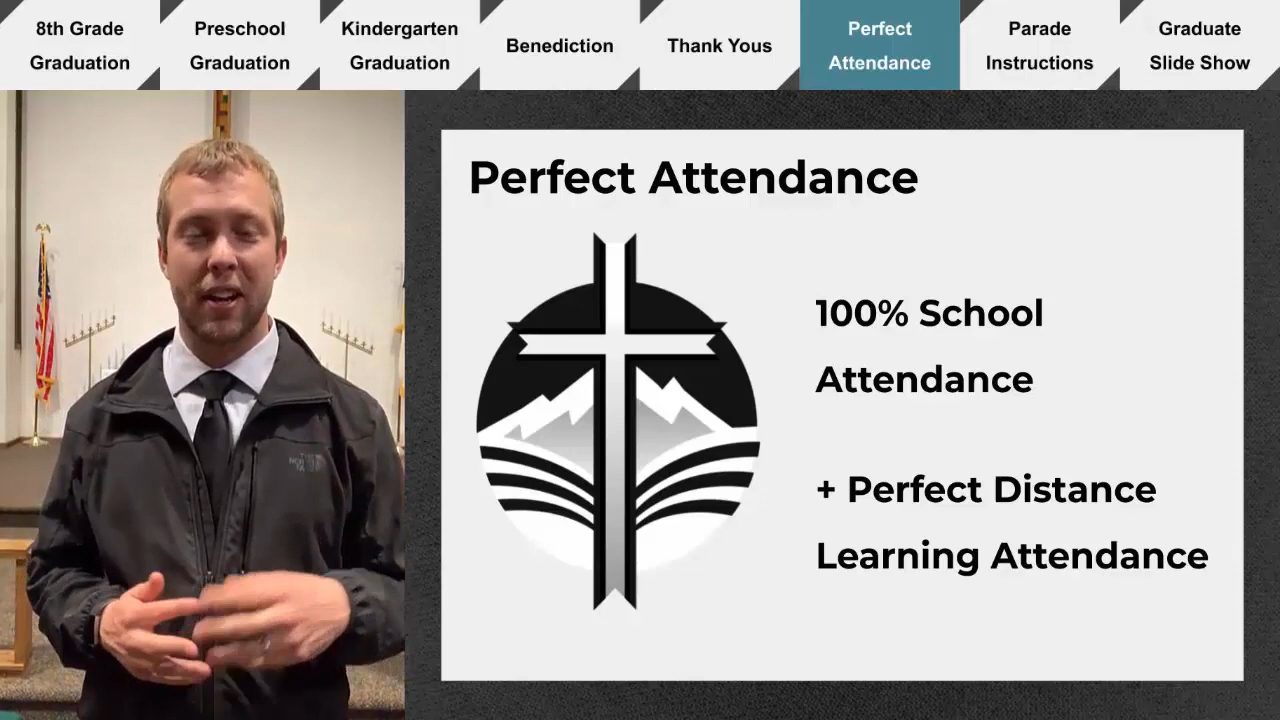 8th Grade
Graduation
Preschool
Graduation
Kindergarten
Graduation
Benediction
Thank Yous
Perfect
Attendance
Parade
Instructions
Graduate
Slide Show
Perfect Attendance
100% School
Attendance
+ Perfect Distance
Learning Attendance